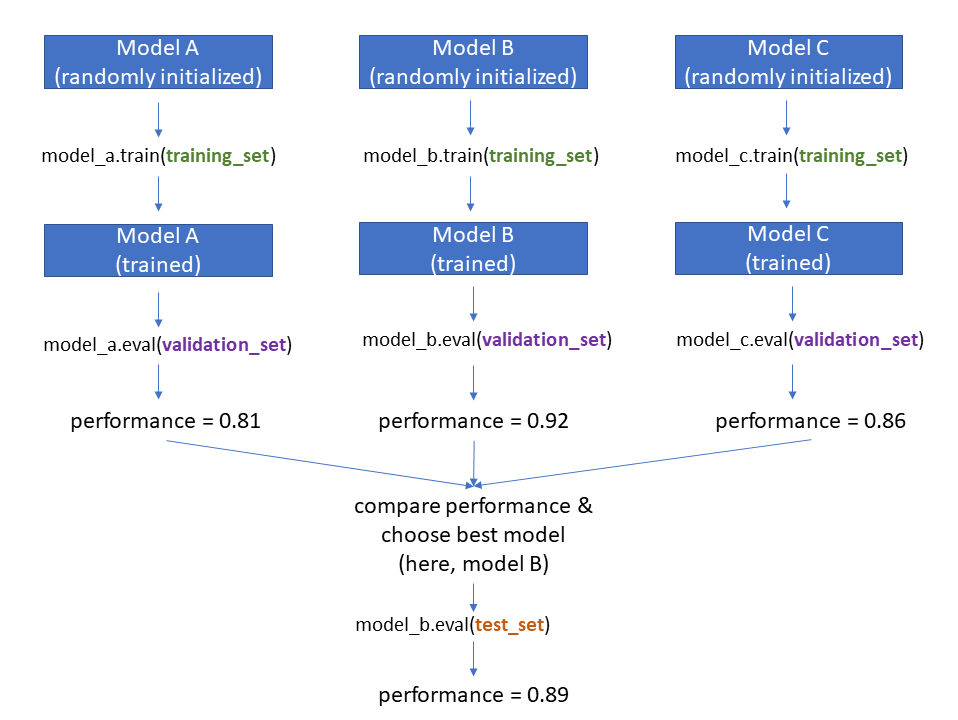 Model A
(randomly initialized)
Model B
(randomly initialized)
Model C
(randomly initialized)
model_a.train(training_set)
model_b.train(training_set)
model_c.train(training_set)
Model A
(trained)
Model B
(trained)
Model C
(trained)
model_a.eval(validation_set)
model_b.eval(validation_set)
model_c.eval(validation_set)
performance = 0.81
performance = 0.92
performance = 0.86
compare performance &
choose best model
(here, model B)
model_b.eval(test_set)
performance = 0.89